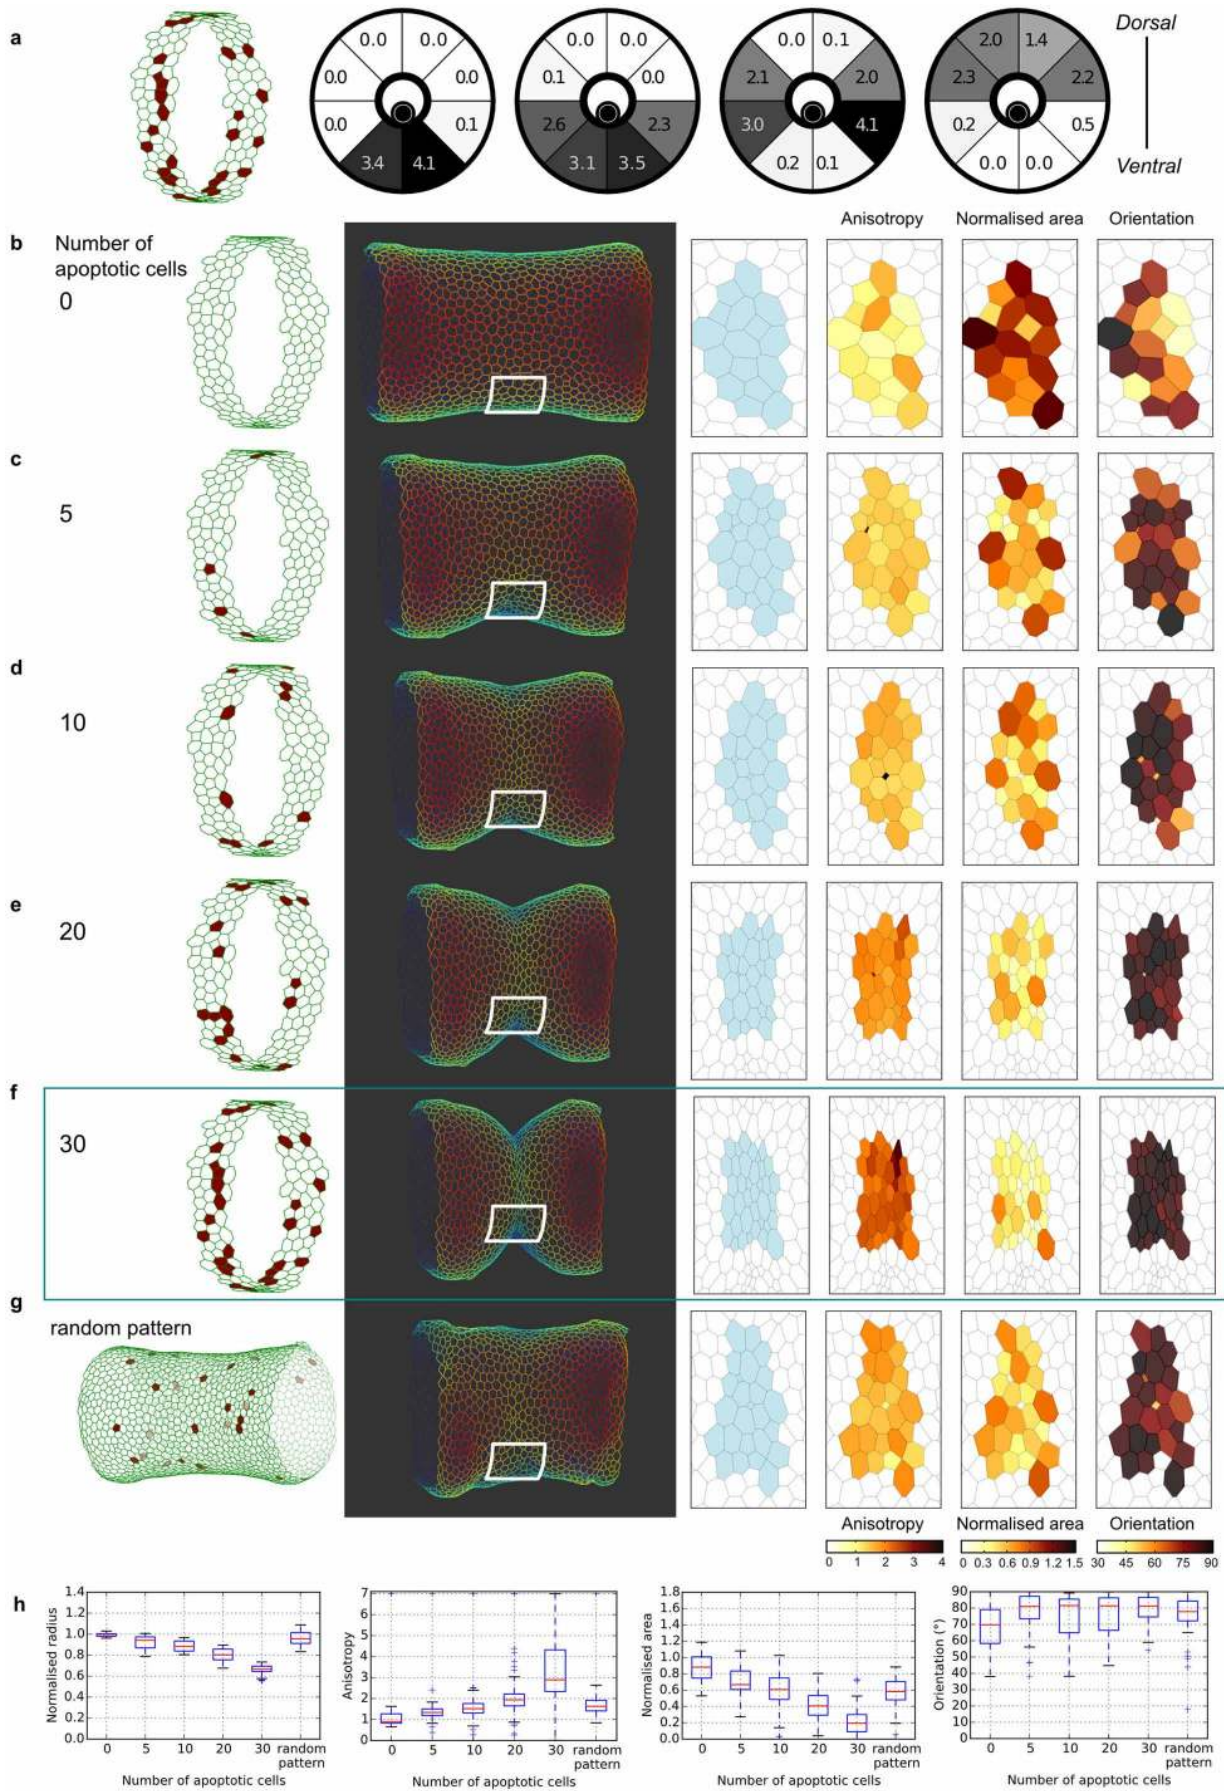 a
0.0 0.0
0.0 0.0
0.0 0.1
3.4 4.1
0.0 0.0
0.1 0.0
2.6 2.3
3.1 3.5
0.0 0.1
2.1 2.0
3.0 4.1
0.2 0.1
2.0 1.4
2.3 2.2
0.2 0.5
0.0 0.0
Dorsal
Ventral
Anisotropy Normalised area Orientation
b
Number of
apoptotic cells
0
c
5
d
10
e
20
f
30
g
random pattern
Anisotropy Normalised area Orientation
0 1 2 3 4
0 0.3 0.6 0.9 1.2 1.5
30 45 60 75 90
h
Normalised radius
1.4
1.2
1.0
0.8
0.6
0.4
0.2
0.0
0 5 10 20 30 random
pattern
Number of apoptotic cells
Anisotropy
7
6
5
4
3
2
1
0
0 5 10 20 30 random
pattern
Number of apoptotic cells
Normalised area
1.8
1.6
1.4
1.2
1.0
0.8
0.6
0.4
0.2
0.0
0 5 10 20 30 random
pattern
Number of apoptotic cells
Orientation (°)
90
80
70
60
50
40
30
20
10
0
0 5 10 20 30 random
pattern
Number of apoptotic cells